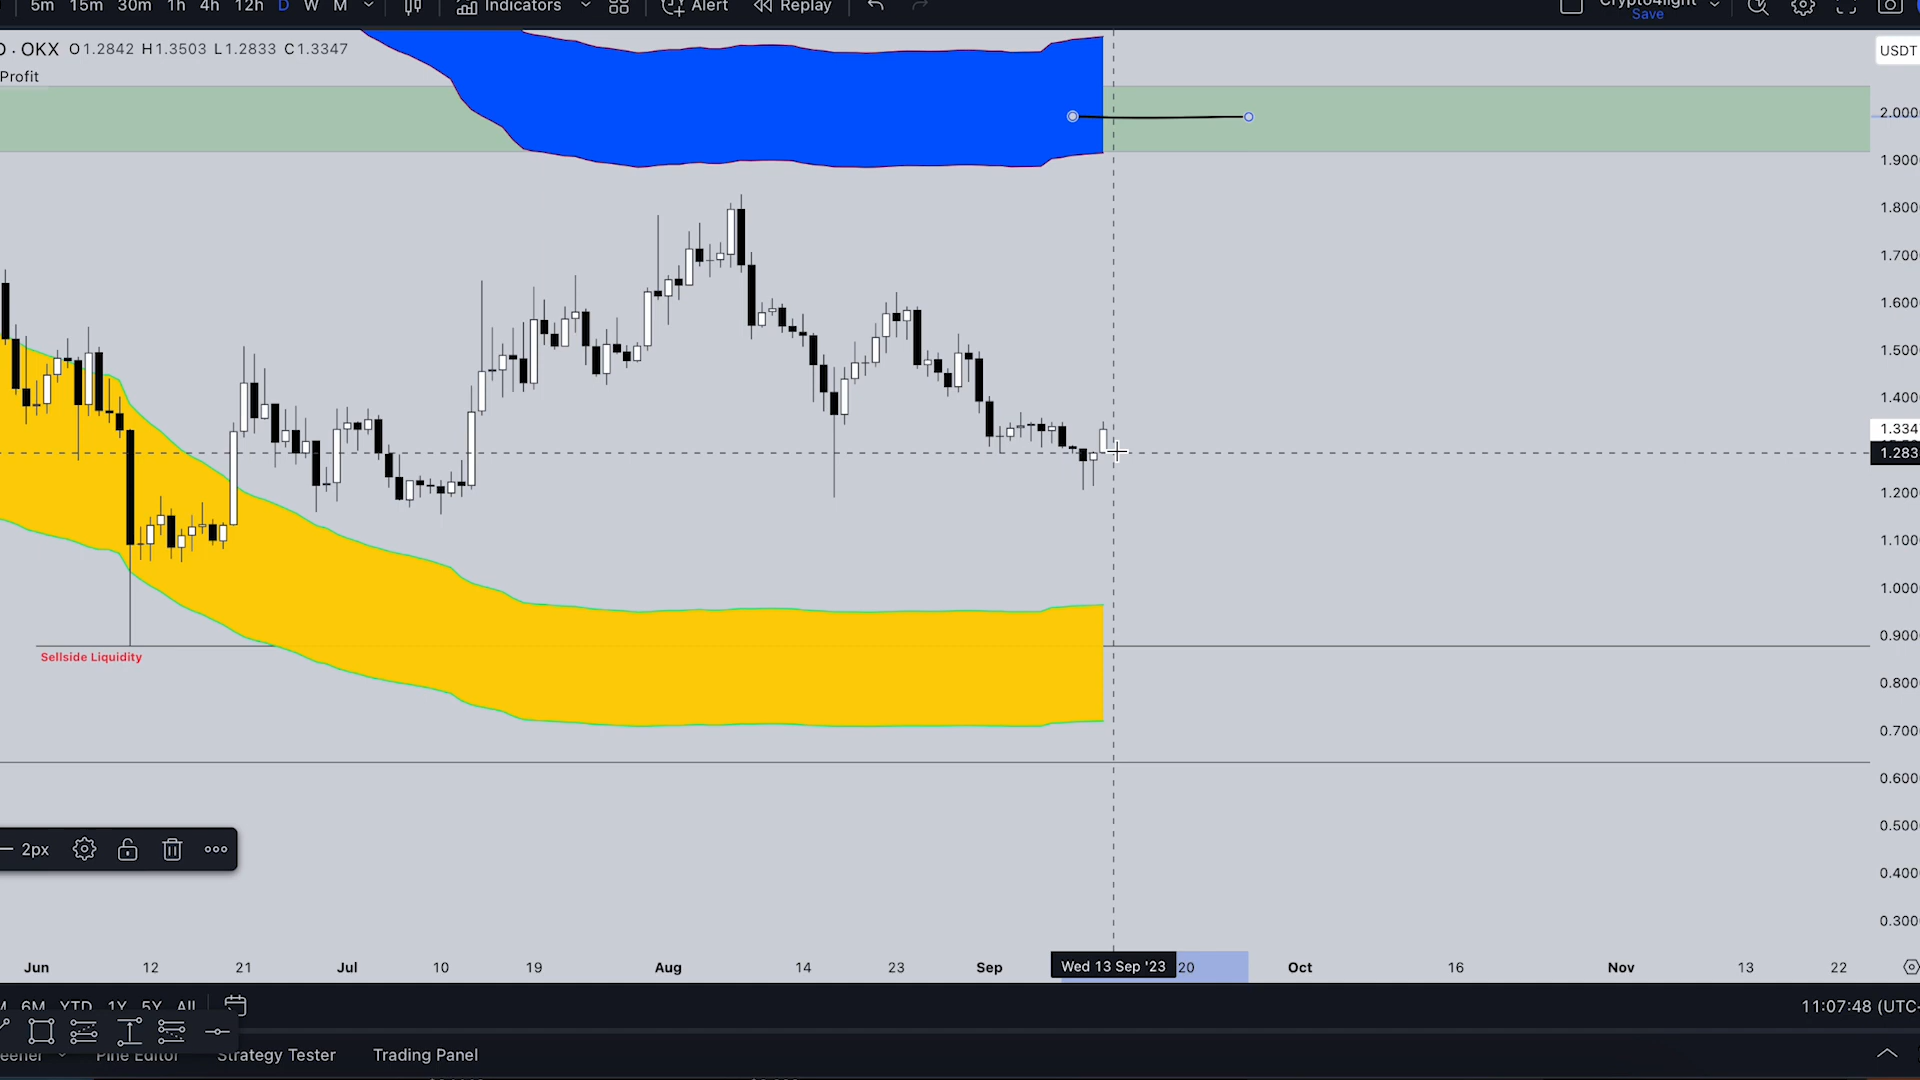 5m 15m 30m 1h 4h 12h D W M Indicators Alert Replay
Save
OKX O1.2842 H1.3503 L1.2833 C1.3347
USDT
Profit
2.000
1.900
1.800
1.700
1.600
1.500
1.400
1.334
1.283
1.200
1.100
1.000
0.900
Sellside Liquidity
0.800
0.700
0.600
0.500
2px
0.400
0.300
Jun 12 21 Jul 10 19 Aug 14 23 Sep Wed 13 Sep '23 20 Oct 16 Nov 13 22
6M YTD 1Y 5Y All
11:07:48 (UTC-
Pine Editor Strategy Tester Trading Panel